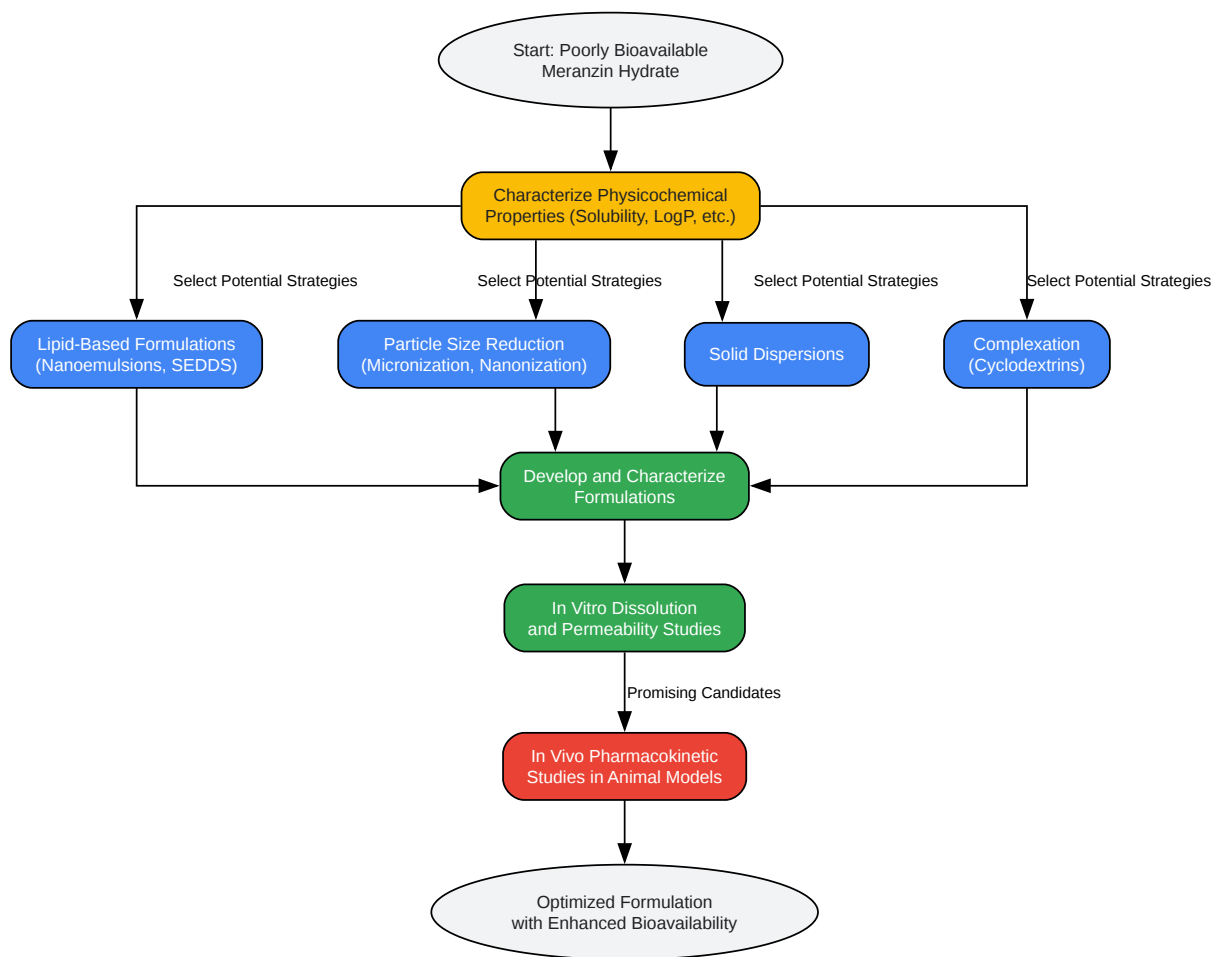 Start: Poorly Bioavailable
Meranzin Hydrate
Characterize Physicochemical
Properties (Solubility, LogP, etc.)
Select Potential Strategies
Select Potential Strategies
Select Potential Strategies
Select Potential Strategies
Lipid-Based Formulations
(Nanoemulsions, SEDDS)
Particle Size Reduction
(Micronization, Nanonization)
Solid Dispersions
Complexation
(Cyclodextrins)
Develop and Characterize
Formulations
In Vitro Dissolution
and Permeability Studies
Promising Candidates
In Vivo Pharmacokinetic
Studies in Animal Models
Optimized Formulation
with Enhanced Bioavailability